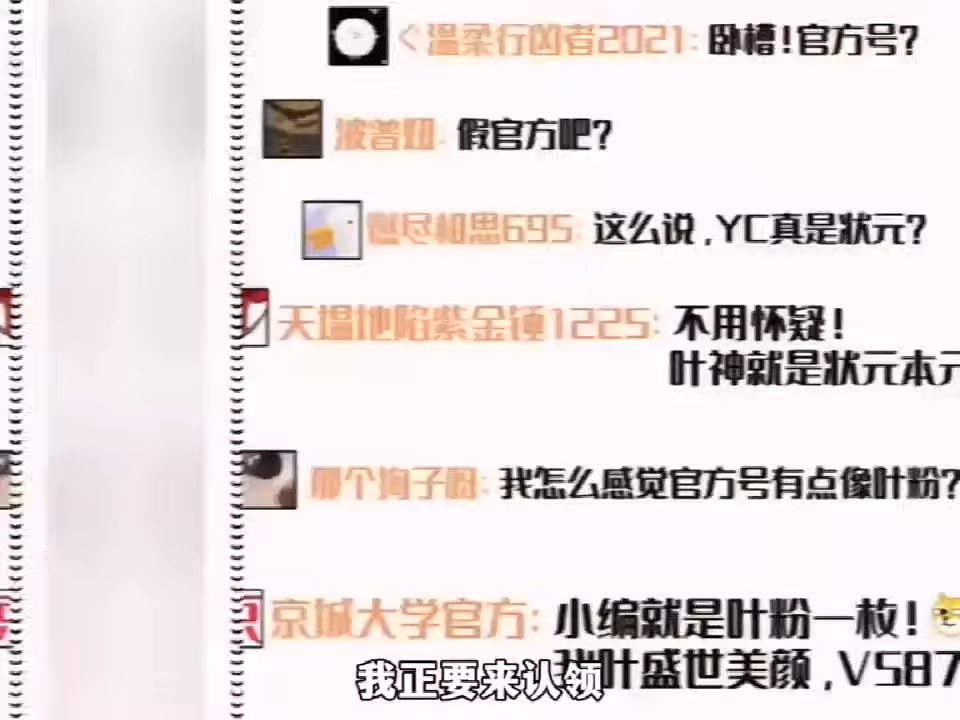 <温柔行凶者2021: 卧槽!官方号?
波普妞: 假官方吧?
燃尽相思695: 这么说,YC真是状元?
天塌地陷紫金锤1225: 不用怀疑!
叶神就是状元本元
那个狗子呀: 我怎么感觉官方号有点像叶粉?
京城大学官方: 小编就是叶粉一枚!
叶盛世美颜,V587
我正要来认领